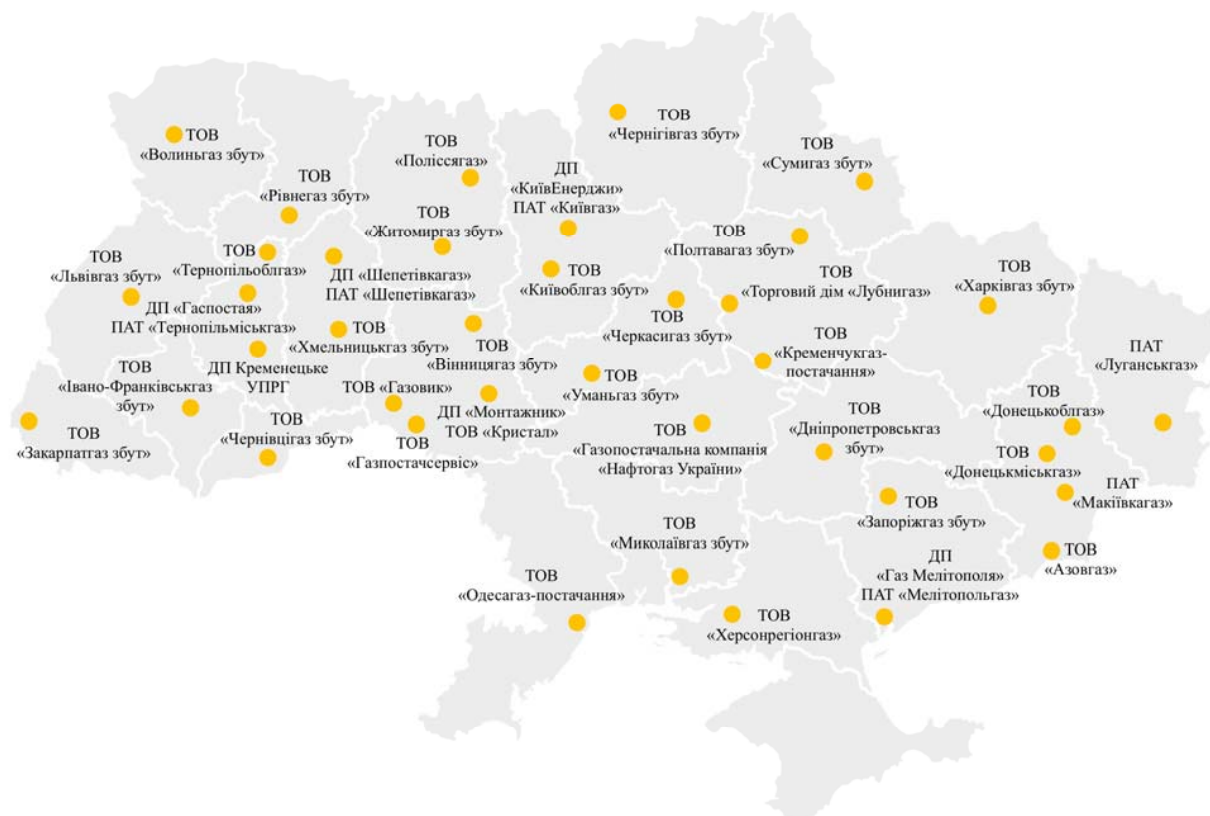 ТОВ
«Волиньгаз збут»
ТОВ
«Рівнегаз збут»
ТОВ
«Поліссягаз»
ТОВ
«Житомиргаз збут»
ДП
«КиївЕнерджи»
ПАТ «Київгаз»
ТОВ
«Київоблгаз збут»
ТОВ
«Чернігівгаз збут»
ТОВ
«Сумигаз збут»
ТОВ
«Полтавагаз збут»
ТОВ
«Торговий дім «Лубнигаз»
ТОВ
«Харківгаз збут»
ПАТ
«Луганськгаз»
ТОВ
«Львівгаз збут»
ТОВ
«Тернопільоблгаз»
ДП «Гаспостая»
ПАТ «Тернопільміськгаз»
ДП «Шепетівкагаз»
ПАТ «Шепетівкагаз»
ТОВ
«Хмельницькгаз збут»
ДП Кременецьке
УПРГ
ТОВ
«Івано-Франківськгаз
збут»
ТОВ
«Закарпатгаз збут»
ТОВ
«Чернівцігаз збут»
ТОВ
«Вінницягаз збут»
ТОВ «Газовик»
ТОВ
«Газпостачсервіс»
ДП «Монтажник»
ТОВ «Кристал»
ТОВ
«Черкасигаз збут»
ТОВ
«Уманьгаз збут»
ТОВ
«Кременчукгаз-
постачання»
ТОВ
«Газопостачальна компанія
«Нафтогаз України»
ТОВ
«Дніпропетровськгаз
збут»
ТОВ
«Донецькоблгаз»
ТОВ
«Донецькміськгаз»
ПАТ
«Макіївкагаз»
ТОВ
«Азовгаз»
ТОВ
«Запоріжгаз збут»
ДП
«Газ Мелітополя»
ПАТ «Мелітопольгаз»
ТОВ
«Миколаївгаз збут»
ТОВ
«Одесагаз-постачання»
ТОВ
«Херсонрегіонгаз»